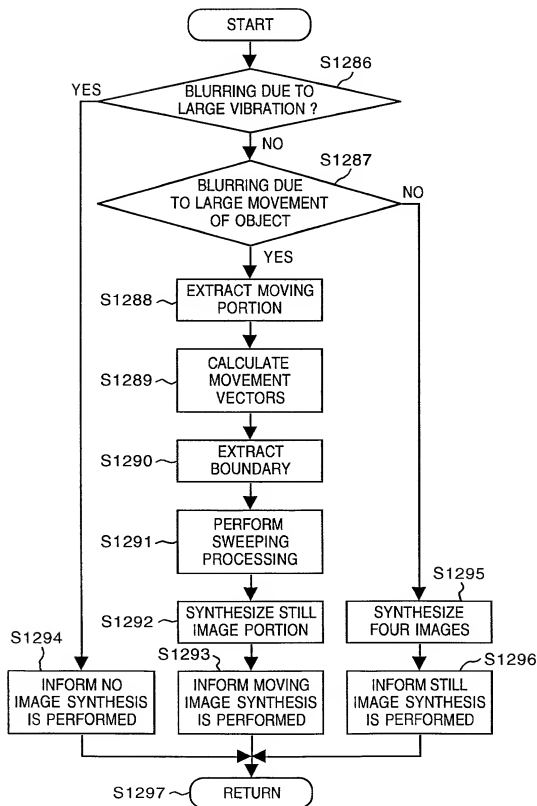 START
S1286
YES
BLURRING DUE TO
LARGE VIBRATION ?
NO
S1287
BLURRING DUE
TO LARGE MOVEMENT
OF OBJECT
NO
YES
S1288
EXTRACT MOVING
PORTION
S1289
CALCULATE
MOVEMENT
VECTORS
S1290
EXTRACT
BOUNDARY
S1291
PERFORM
SWEEPING
PROCESSING
S1292
SYNTHESIZE STILL
IMAGE PORTION
S1295
SYNTHESIZE
FOUR IMAGES
S1294
INFORM NO
IMAGE SYNTHESIS
IS PERFORMED
S1293
INFORM MOVING
IMAGE SYNTHESIS
IS PERFORMED
S1296
INFORM STILL
IMAGE SYNTHESIS
IS PERFORMED
S1297
RETURN